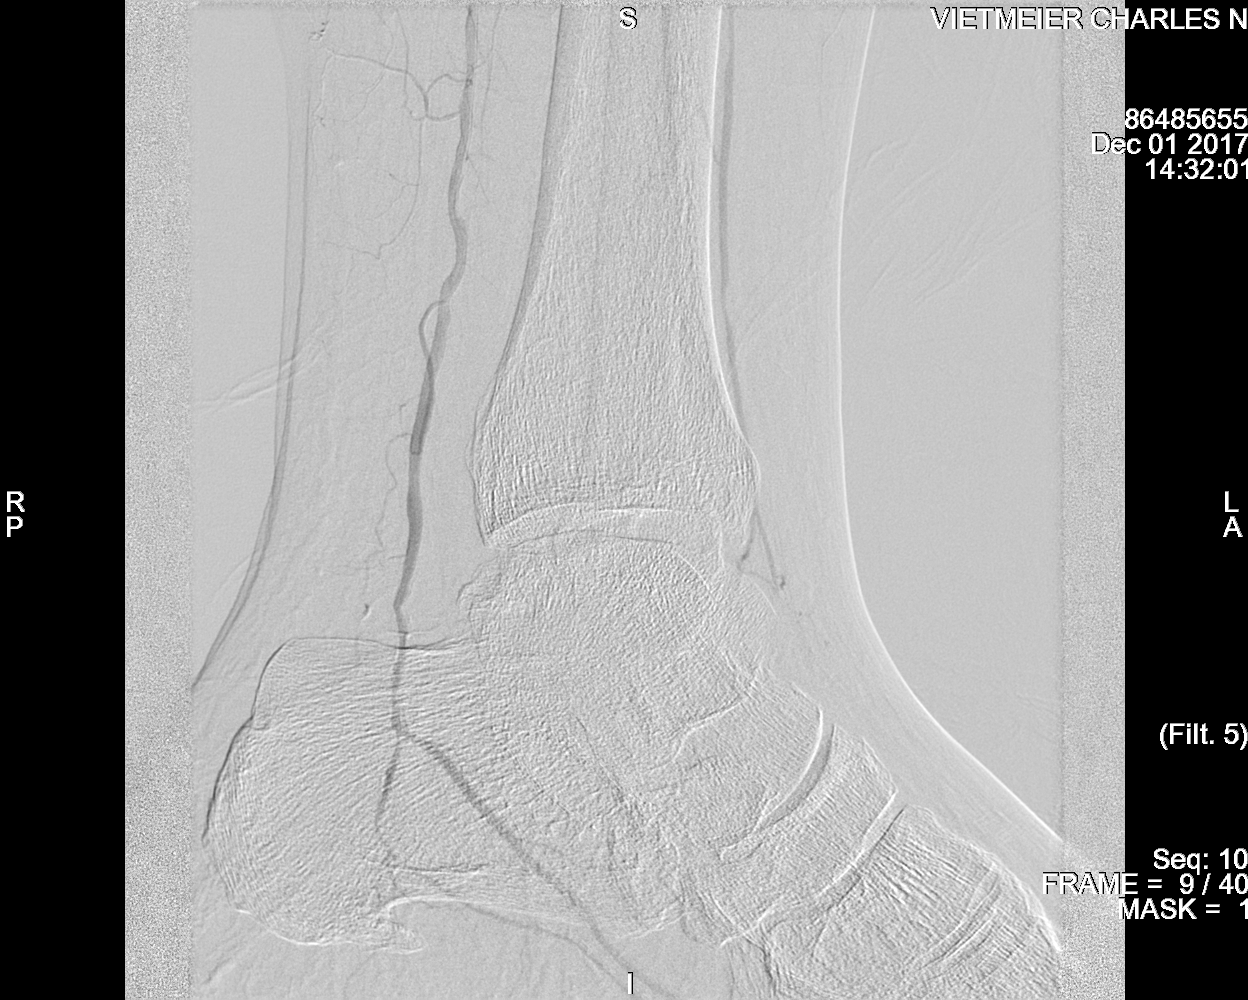 S
VIETMEIER CHARLES N
86485655
Dec 01 2017
14:32:01
R
P
L
A
(Filt. 5)
Seq: 10
FRAME = 9 / 40
MASK = 1
I